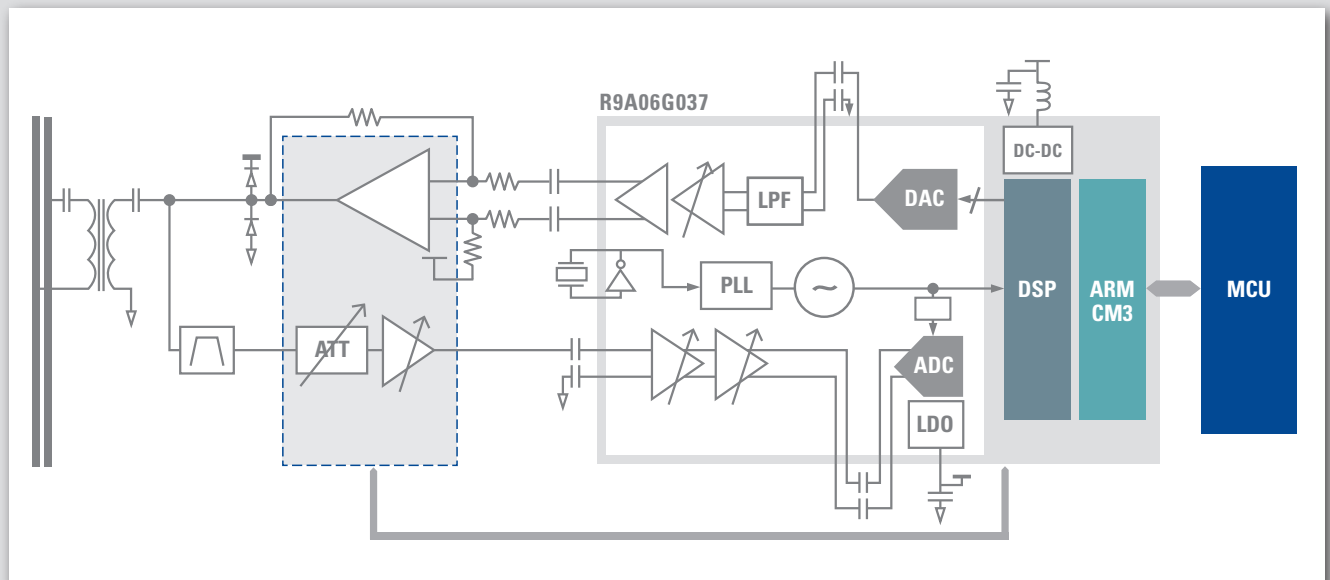 R9A06G037
DC-DC
LPF
DAC
PLL
~
DSP
ARM
CM3
MCU
ATT
ADC
LDO